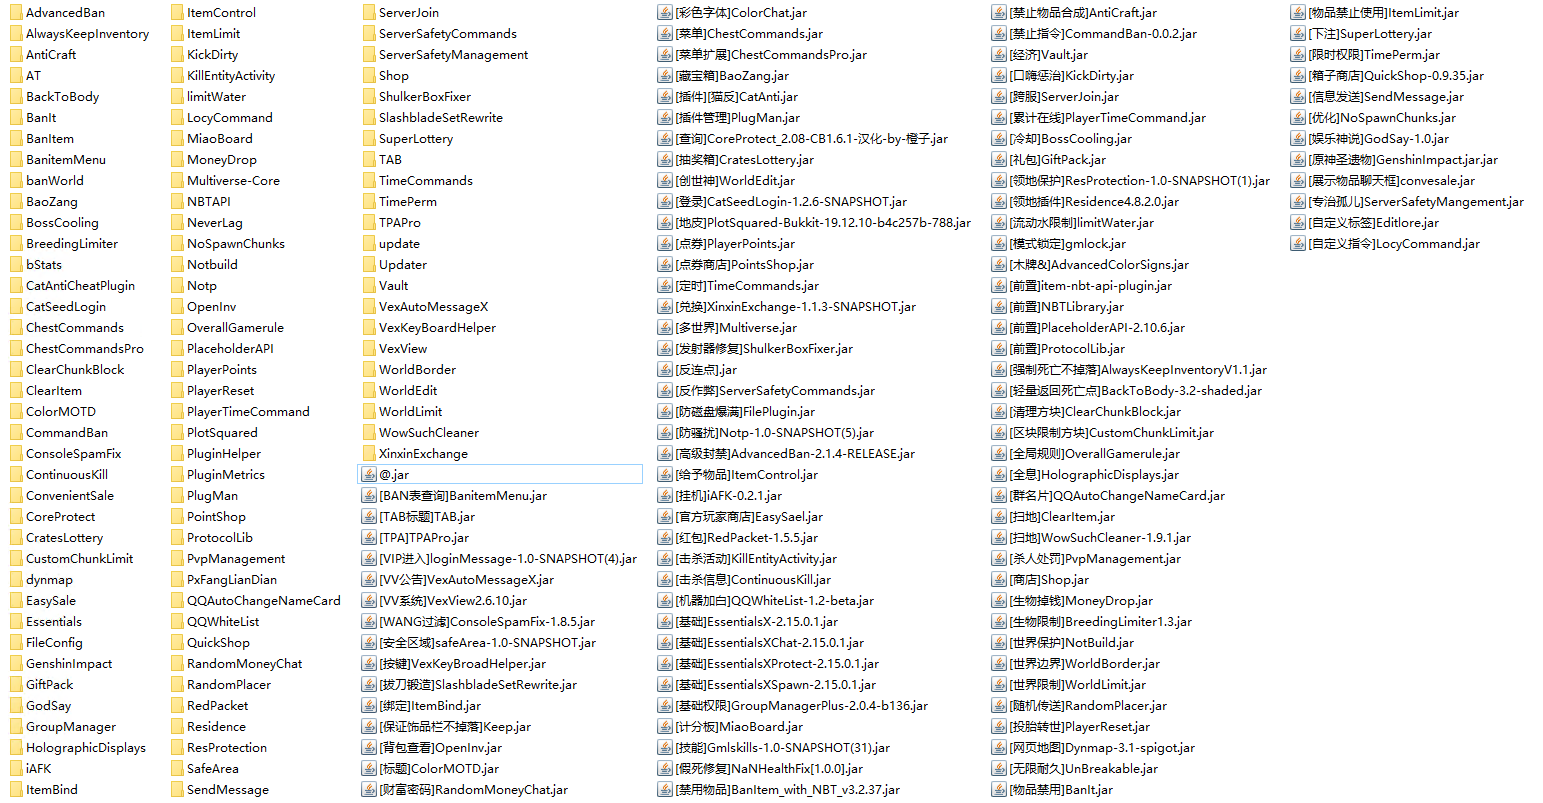 AdvancedBan
AlwaysKeepInventory
AntiCraft
AT
BackToBody
BanIt
BanItem
BanitemMenu
banWorld
BaoZang
BossCooling
BreedingLimiter
bStats
CatAntiCheatPlugin
CatSeedLogin
ChestCommands
ChestCommandsPro
ClearChunkBlock
ClearItem
ColorMOTD
CommandBan
ConsoleSpamFix
ContinuousKill
ConvenientSale
CoreProtect
CratesLottery
CustomChunkLimit
dynmap
EasySale
Essentials
FileConfig
GenshinImpact
GiftPack
GodSay
GroupManager
HolographicDisplays
iAFK
ItemBind
ItemControl
ItemLimit
KickDirty
KillEntityActivity
limitWater
LocyCommand
MiaoBoard
MoneyDrop
Multiverse-Core
NBTAPI
NeverLag
NoSpawnChunks
Notbuild
Notp
OpenInv
OverallGamerule
PlaceholderAPI
PlayerPoints
PlayerReset
PlayerTimeCommand
PlotSquared
PluginHelper
PluginMetrics
PlugMan
PointShop
ProtocolLib
PvpManagement
PxFangLianDian
QQAutoChangeNameCard
QQWhiteList
QuickShop
RandomMoneyChat
RandomPlacer
RedPacket
Residence
ResProtection
SafeArea
SendMessage
ServerJoin
ServerSafetyCommands
ServerSafetyManagement
Shop
ShulkerBoxFixer
SlashbladeSetRewrite
SuperLottery
TAB
TimeCommands
TimePerm
TPAPro
update
Updater
Vault
VexAutoMessageX
VexKeyBoardHelper
VexView
WorldBorder
WorldEdit
WorldLimit
WowSuchCleaner
XinxinExchange
@.jar
[BAN表查询]BanitemMenu.jar
[TAB标题]TAB.jar
[TPA]TPAPro.jar
[VIP进入]loginMessage-1.0-SNAPSHOT(4).jar
[VV公告]VexAutoMessageX.jar
[VV系统]VexView2.6.10.jar
[WANG过滤]ConsoleSpamFix-1.8.5.jar
[安全区域]safeArea-1.0-SNAPSHOT.jar
[按键]VexKeyBroadHelper.jar
[拔刀锻造]SlashbladeSetRewrite.jar
[绑定]ItemBind.jar
[保证饰品栏不掉落]Keep.jar
[背包查看]OpenInv.jar
[标题]ColorMOTD.jar
[财富密码]RandomMoneyChat.jar
[彩色字体]ColorChat.jar
[菜单]ChestCommands.jar
[菜单扩展]ChestCommandsPro.jar
[藏宝箱]BaoZang.jar
[插件][猫反]CatAnti.jar
[插件管理]PlugMan.jar
[查询]CoreProtect_2.08-CB1.6.1-汉化-by-橙子.jar
[抽奖箱]CratesLottery.jar
[创世神]WorldEdit.jar
[登录]CatSeedLogin-1.2.6-SNAPSHOT.jar
[地皮]PlotSquared-Bukkit-19.12.10-b4c257b-788.jar
[点券]PlayerPoints.jar
[点券商店]PointsShop.jar
[定时]TimeCommands.jar
[兑换]XinxinExchange-1.1.3-SNAPSHOT.jar
[多世界]Multiverse.jar
[发射器修复]ShulkerBoxFixer.jar
[反连点].jar
[反作弊]ServerSafetyCommands.jar
[防磁盘爆满]FilePlugin.jar
[防骚扰]Notp-1.0-SNAPSHOT(5).jar
[高级封禁]AdvancedBan-2.1.4-RELEASE.jar
[给予物品]ItemControl.jar
[挂机]iAFK-0.2.1.jar
[官方玩家商店]EasySael.jar
[红包]RedPacket-1.5.5.jar
[击杀活动]KillEntityActivity.jar
[击杀信息]ContinuousKill.jar
[机器加白]QQWhiteList-1.2-beta.jar
[基础]EssentialsX-2.15.0.1.jar
[基础]EssentialsXChat-2.15.0.1.jar
[基础]EssentialsXProtect-2.15.0.1.jar
[基础]EssentialsXSpawn-2.15.0.1.jar
[基础权限]GroupManagerPlus-2.0.4-b136.jar
[计分板]MiaoBoard.jar
[技能]Gmlskills-1.0-SNAPSHOT(31).jar
[假死修复]NaNHealthFix[1.0.0].jar
[禁用物品]BanItem_with_NBT_v3.2.37.jar
[禁止物品合成]AntiCraft.jar
[禁止指令]CommandBan-0.0.2.jar
[经济]Vault.jar
[口嗨惩治]KickDirty.jar
[跨服]ServerJoin.jar
[累计在线]PlayerTimeCommand.jar
[冷却]BossCooling.jar
[礼包]GiftPack.jar
[领地保护]ResProtection-1.0-SNAPSHOT(1).jar
[领地插件]Residence4.8.2.0.jar
[流动水限制]limitWater.jar
[模式锁定]gmlock.jar
[木牌&]AdvancedColorSigns.jar
[前置]item-nbt-api-plugin.jar
[前置]NBTLibrary.jar
[前置]PlaceholderAPI-2.10.6.jar
[前置]ProtocolLib.jar
[强制死亡不掉落]AlwaysKeepInventoryV1.1.jar
[轻量返回死亡点]BackToBody-3.2-shaded.jar
[清理方块]ClearChunkBlock.jar
[区块限制方块]CustomChunkLimit.jar
[全局规则]OverallGamerule.jar
[全息]HolographicDisplays.jar
[群名片]QQAutoChangeNameCard.jar
[扫地]ClearItem.jar
[扫地]WowSuchCleaner-1.9.1.jar
[杀人处罚]PvpManagement.jar
[商店]Shop.jar
[生物掉钱]MoneyDrop.jar
[生物限制]BreedingLimiter1.3.jar
[世界保护]NotBuild.jar
[世界边界]WorldBorder.jar
[世界限制]WorldLimit.jar
[随机传送]RandomPlacer.jar
[投胎转世]PlayerReset.jar
[网页地图]Dynmap-3.1-spigot.jar
[无限耐久]UnBreakable.jar
[物品禁用]BanIt.jar
[物品禁止使用]ItemLimit.jar
[下注]SuperLottery.jar
[限时权限]TimePerm.jar
[箱子商店]QuickShop-0.9.35.jar
[信息发送]SendMessage.jar
[优化]NoSpawnChunks.jar
[娱乐神说]GodSay-1.0.jar
[原神圣遗物]GenshinImpact.jar.jar
[展示物品聊天框]convesale.jar
[专治孤儿]ServerSafetyMangement.jar
[自定义标签]Editlore.jar
[自定义指令]LocyCommand.jar